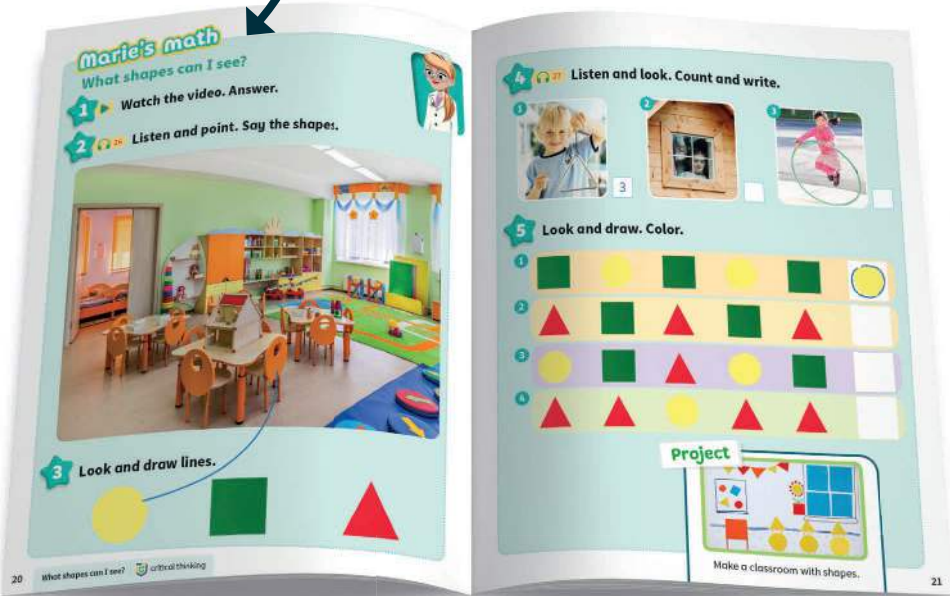 Marie's math
What shapes can I see?
1 Watch the video. Answer.
2 26 Listen and point. Say the shapes.
3 Look and draw lines.
20 What shapes can I see? critical thinking
4 27 Listen and look. Count and write.
1 2 3
3
5 Look and draw. Color.
1
2
3
4
Project
Make a classroom with shapes.
21